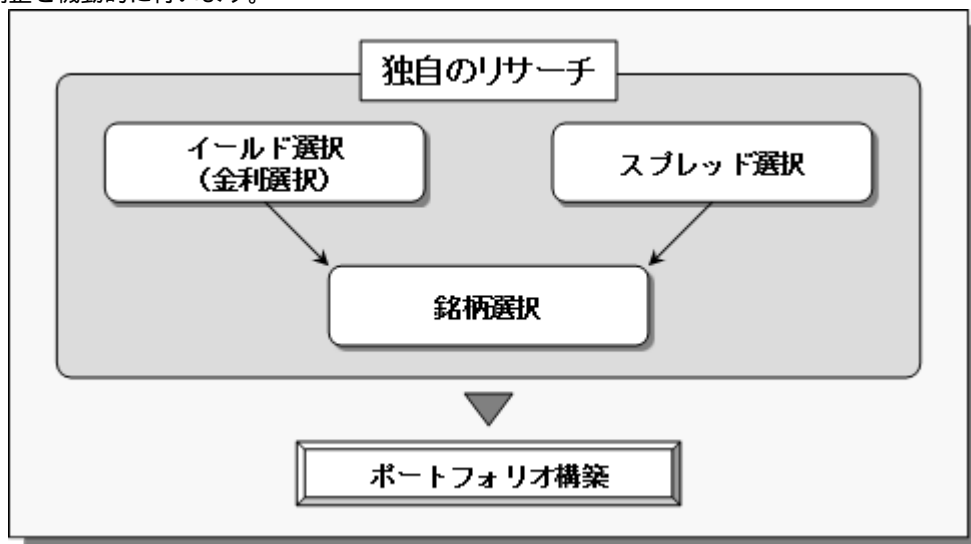 独自のリサーチ
イールド選択
（金利選択）
スプレッド選択
銘柄選択
ポートフォリオ構築